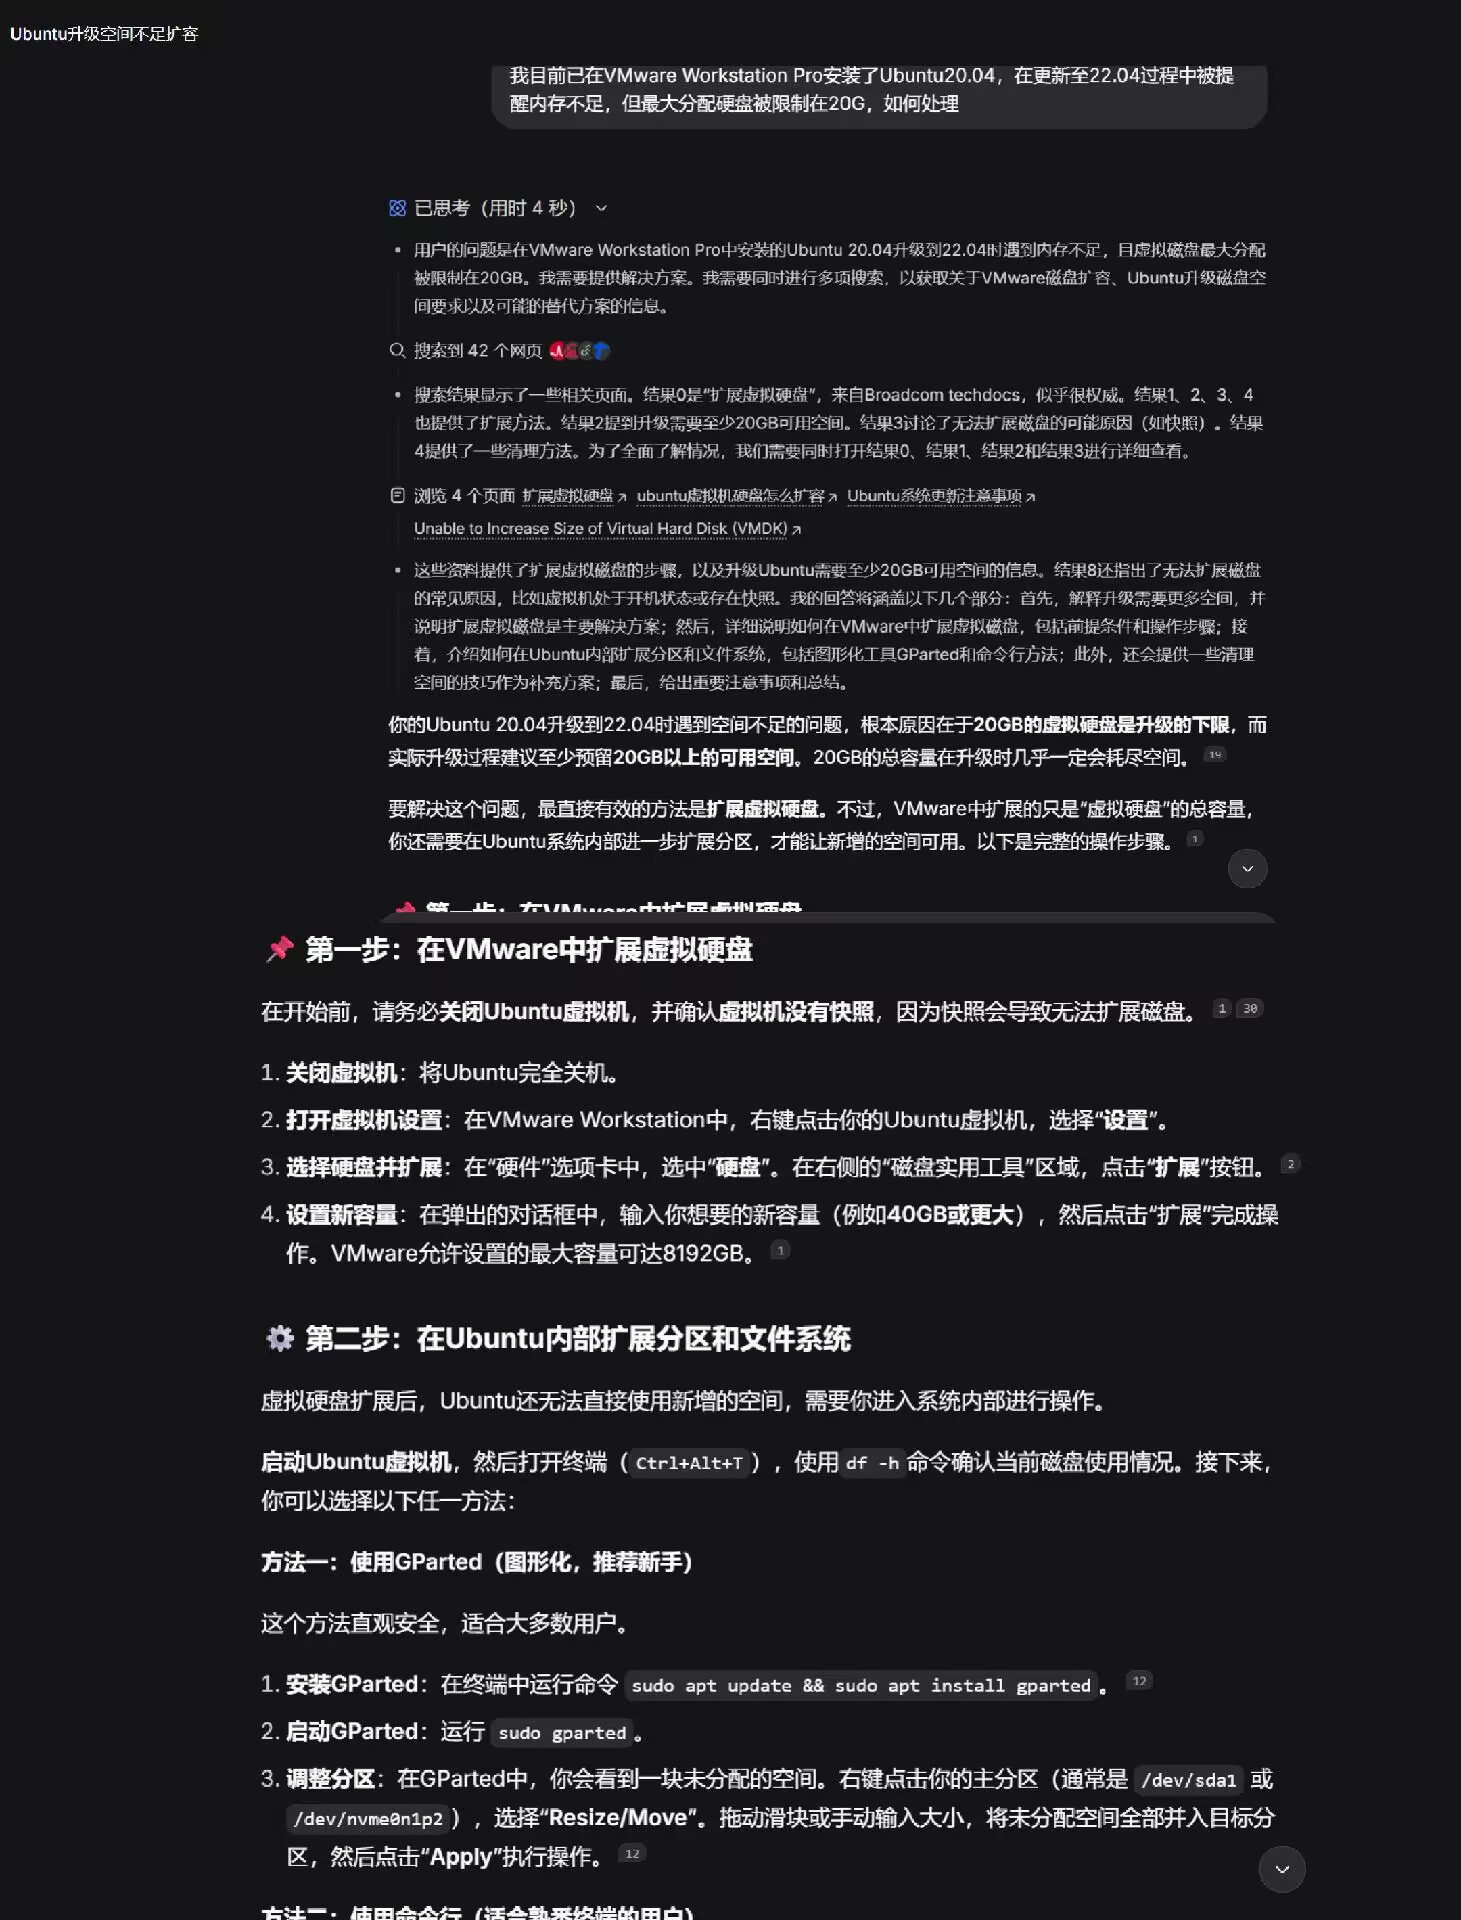 Ubuntu升级空间不足扩容
我目前已在VMware Workstation Pro安装了Ubuntu20.04，在更新至22.04过程中被提
醒内存不足，但最大分配硬盘被限制在20G，如何处理
已思考（用时 4 秒）
• 用户的问题是在VMware Workstation Pro中安装的Ubuntu 20.04升级到22.04时遇到内存不足，且虚拟磁盘最大分配
被限制在20GB。我需要提供解决方案。我需要同时进行多项搜索，以获取关于VMware磁盘扩容、Ubuntu升级磁盘空
间要求以及可能的替代方案的信息。
搜索到 42 个网页
• 搜索结果显示了一些相关页面。结果0是“扩展虚拟硬盘”，来自Broadcom techdocs，似乎很权威。结果1、2、3、4
也提供了扩展方法。结果2提到升级需要至少20GB可用空间。结果3讨论了无法扩展磁盘的可能原因（如快照）。结果
4提供了一些清理方法。为了全面了解情况，我们需要同时打开结果0、结果1、结果2和结果3进行详细查看。
浏览 4 个页面 扩展虚拟硬盘↗ ubuntu虚拟机硬盘怎么扩容↗ Ubuntu系统更新注意事项↗
Unable to Increase Size of Virtual Hard Disk (VMDK)↗
• 这些资料提供了扩展虚拟磁盘的步骤，以及升级Ubuntu需要至少20GB可用空间的信息。结果8还指出了无法扩展磁盘
的常见原因，比如虚拟机处于开机状态或存在快照。我的回答将涵盖以下几个部分：首先，解释升级需要更多空间，并
说明扩展虚拟磁盘是主要解决方案；然后，详细说明如何在VMware中扩展虚拟磁盘，包括前提条件和操作步骤；接
着，介绍如何在Ubuntu内部扩展分区和文件系统，包括图形化工具GParted和命令行方法；此外，还会提供一些清理
空间的技巧作为补充方案；最后，给出重要注意事项和总结。
你的Ubuntu 20.04升级到22.04时遇到空间不足的问题，根本原因在于20GB的虚拟硬盘是升级的下限，而
实际升级过程建议至少预留20GB以上的可用空间。20GB的总容量在升级时几乎一定会耗尽空间。 19
要解决这个问题，最直接有效的方法是扩展虚拟硬盘。不过，VMware中扩展的只是“虚拟硬盘”的总容量，
你还需要在Ubuntu系统内部进一步扩展分区，才能让新增的空间可用。以下是完整的操作步骤。 1
📌 第一步：在VMware中扩展虚拟硬盘
📌 第一步：在VMware中扩展虚拟硬盘
在开始前，请务必关闭Ubuntu虚拟机，并确认虚拟机没有快照，因为快照会导致无法扩展磁盘。 1 30
1. 关闭虚拟机：将Ubuntu完全关机。
2. 打开虚拟机设置：在VMware Workstation中，右键点击你的Ubuntu虚拟机，选择“设置”。
3. 选择硬盘并扩展：在“硬件”选项卡中，选中“硬盘”。在右侧的“磁盘实用工具”区域，点击“扩展”按钮。 2
4. 设置新容量：在弹出的对话框中，输入你想要的新容量（例如40GB或更大），然后点击“扩展”完成操
作。VMware允许设置的最大容量可达8192GB。 1
⚙️ 第二步：在Ubuntu内部扩展分区和文件系统
虚拟硬盘扩展后，Ubuntu还无法直接使用新增的空间，需要你进入系统内部进行操作。
启动Ubuntu虚拟机，然后打开终端（Ctrl+Alt+T），使用 df -h 命令确认当前磁盘使用情况。接下来，
你可以选择以下任一方法：
方法一：使用GParted（图形化，推荐新手）
这个方法直观安全，适合大多数用户。
1. 安装GParted：在终端中运行命令 sudo apt update && sudo apt install gparted 。 12
2. 启动GParted：运行 sudo gparted 。
3. 调整分区：在GParted中，你会看到一块未分配的空间。右键点击你的主分区（通常是 /dev/sda1 或
/dev/nvme0n1p2），选择“Resize/Move”。拖动滑块或手动输入大小，将未分配空间全部并入目标分
区，然后点击“Apply”执行操作。 12
方法二：使用命令行（适合熟悉终端的用户）